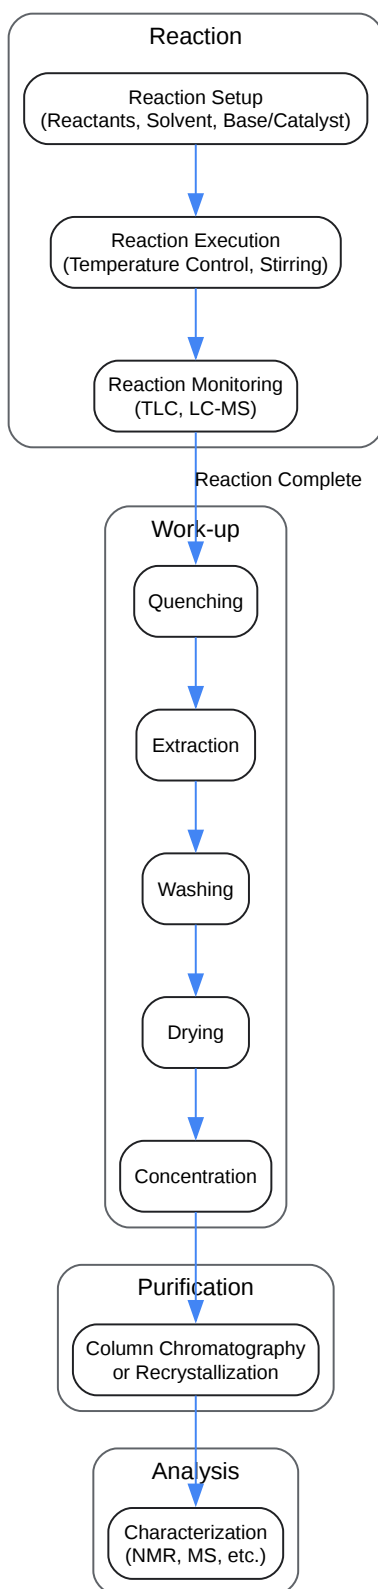 Reaction
Reaction Setup
(Reactants, Solvent, Base/Catalyst)
Reaction Execution
(Temperature Control, Stirring)
Reaction Monitoring
(TLC, LC-MS)
Reaction Complete
Work-up
Quenching
Extraction
Washing
Drying
Concentration
Purification
Column Chromatography
or Recrystallization
Analysis
Characterization
(NMR, MS, etc.)